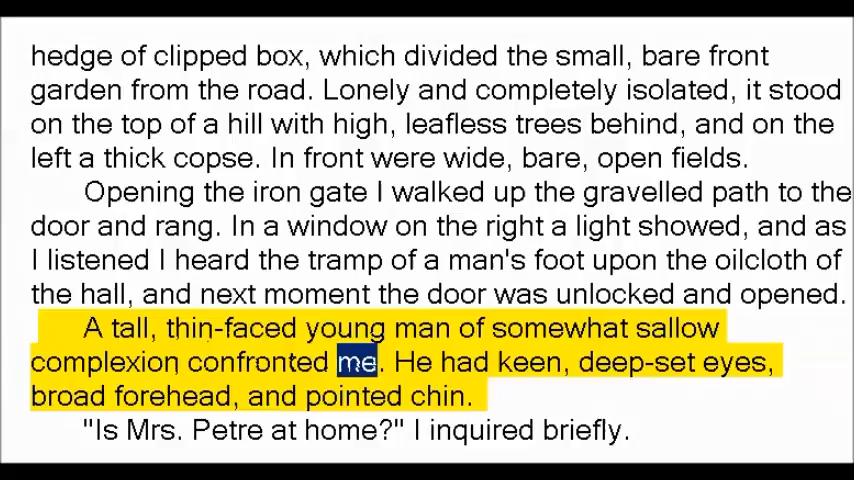 hedge of clipped box, which divided the small, bare front
garden from the road. Lonely and completely isolated, it stood
on the top of a hill with high, leafless trees behind, and on the
left a thick copse. In front were wide, bare, open fields.
Opening the iron gate I walked up the gravelled path to the
door and rang. In a window on the right a light showed, and as
I listened I heard the tramp of a man's foot upon the oilcloth of
the hall, and next moment the door was unlocked and opened.
A tall, thin-faced young man of somewhat sallow
complexion confronted me. He had keen, deep-set eyes,
broad forehead, and pointed chin.
"Is Mrs. Petre at home?" I inquired briefly.